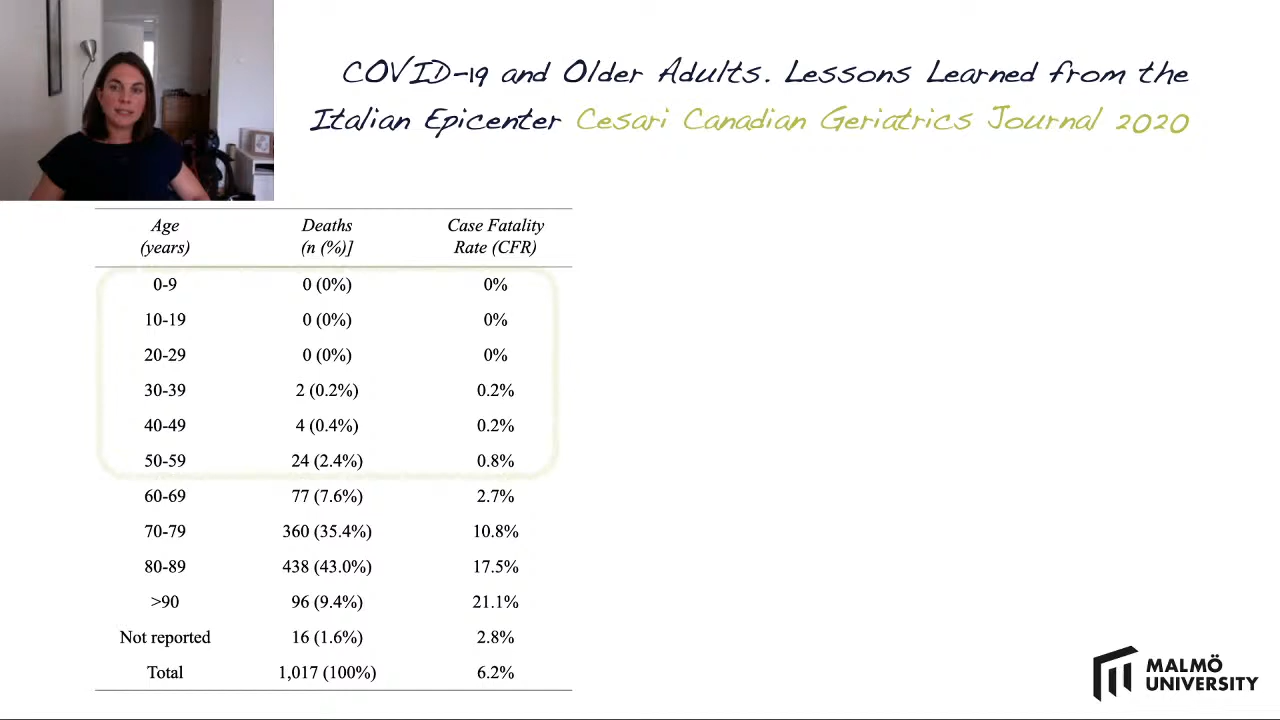 COVID-19 and Older Adults. Lessons Learned from the
Italian Epicenter Cesari Canadian Geriatrics Journal 2020
Age Deaths Case Fatality
(years) (n (%)] Rate (CFR)
0-9 0 (0%) 0%
10-19 0 (0%) 0%
20-29 0 (0%) 0%
30-39 2 (0.2%) 0.2%
40-49 4 (0.4%) 0.2%
50-59 24 (2.4%) 0.8%
60-69 77 (7.6%) 2.7%
70-79 360 (35.4%) 10.8%
80-89 438 (43.0%) 17.5%
>90 96 (9.4%) 21.1%
Not reported 16 (1.6%) 2.8%
Total 1,017 (100%) 6.2%
MALMÖ
UNIVERSITY